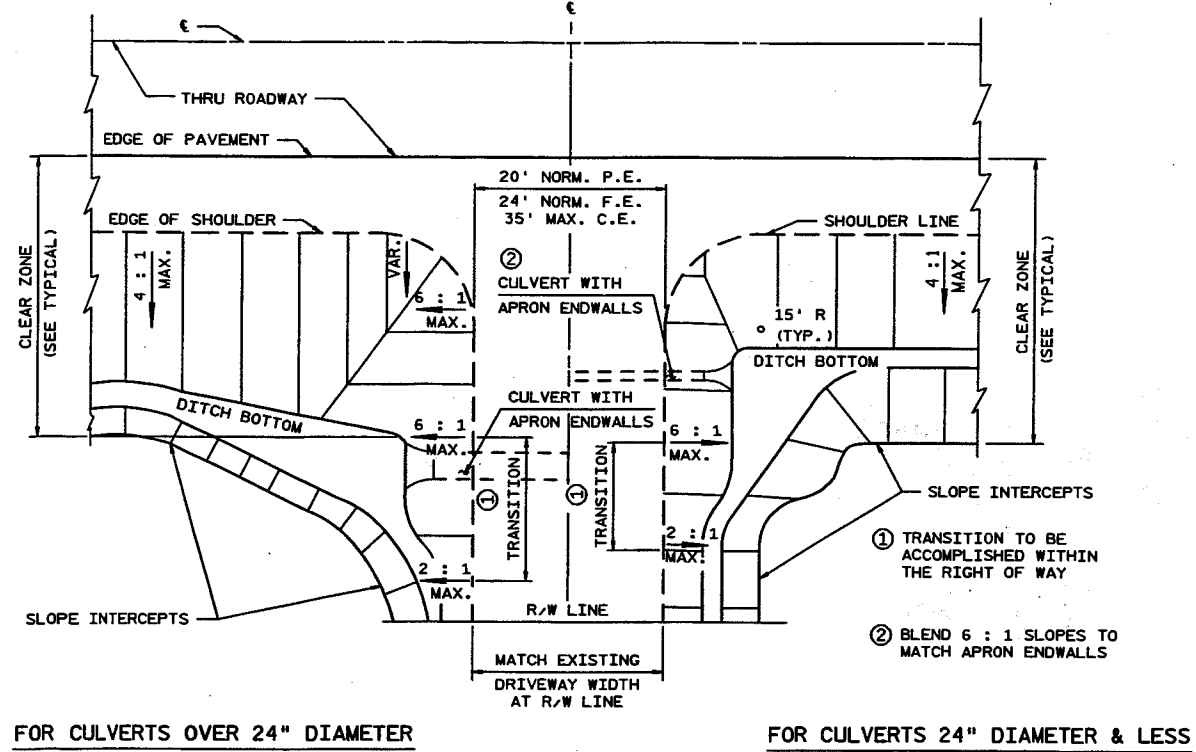 ℄
℄
THRU ROADWAY
EDGE OF PAVEMENT
20' NORM. P.E.
24' NORM. F.E.
35' MAX. C.E.
EDGE OF SHOULDER
SHOULDER LINE
CLEAR ZONE
(SEE TYPICAL)
4 : 1
MAX.
VAR.
6 : 1
MAX.
②
CULVERT WITH
APRON ENDWALLS
15' R
(TYP.)
4 : 1
MAX.
CLEAR ZONE
(SEE TYPICAL)
DITCH BOTTOM
DITCH BOTTOM
CULVERT WITH
APRON ENDWALLS
6 : 1
MAX.
6 : 1
MAX.
①
TRANSITION
①
TRANSITION
SLOPE INTERCEPTS
2 : 1
MAX.
2 : 1
MAX.
① TRANSITION TO BE
ACCOMPLISHED WITHIN
THE RIGHT OF WAY
SLOPE INTERCEPTS
R/W LINE
② BLEND 6 : 1 SLOPES TO
MATCH APRON ENDWALLS
MATCH EXISTING
DRIVEWAY WIDTH
AT R/W LINE
FOR CULVERTS OVER 24" DIAMETER
FOR CULVERTS 24" DIAMETER & LESS